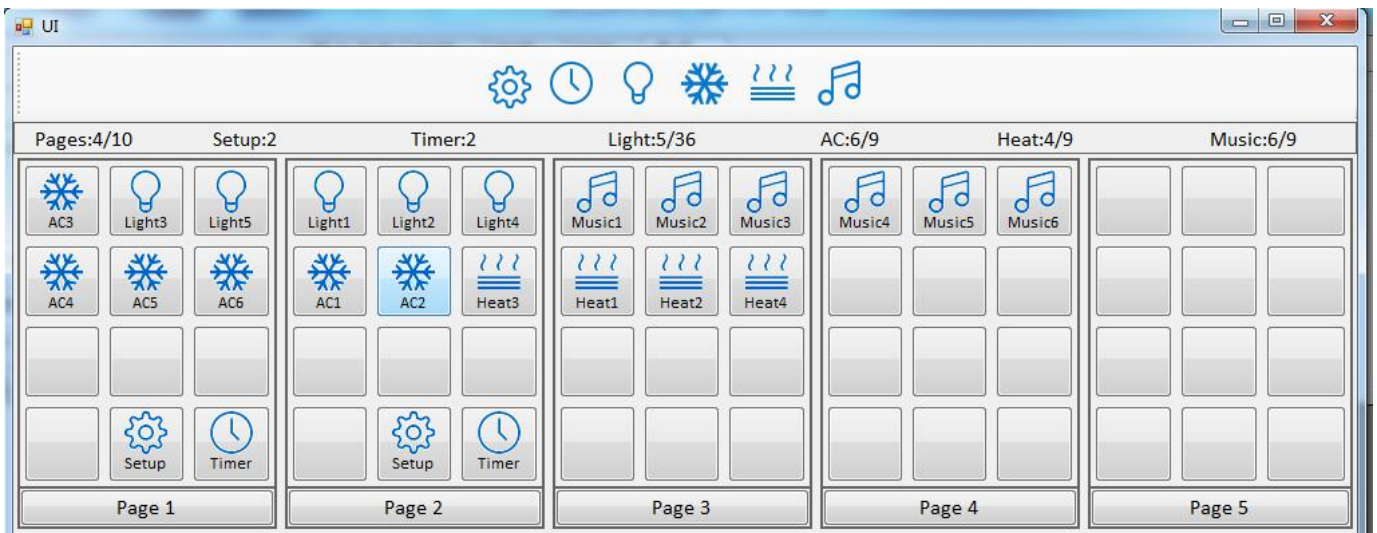 UI
Pages:4/10 Setup:2 Timer:2 Light:5/36 AC:6/9 Heat:4/9 Music:6/9
AC3 Light3 Light5 Light1 Light2 Light4 Music1 Music2 Music3 Music4 Music5 Music6
AC4 AC5 AC6 AC1 AC2 Heat3 Heat1 Heat2 Heat4
Setup Timer Setup Timer
Page 1 Page 2 Page 3 Page 4 Page 5